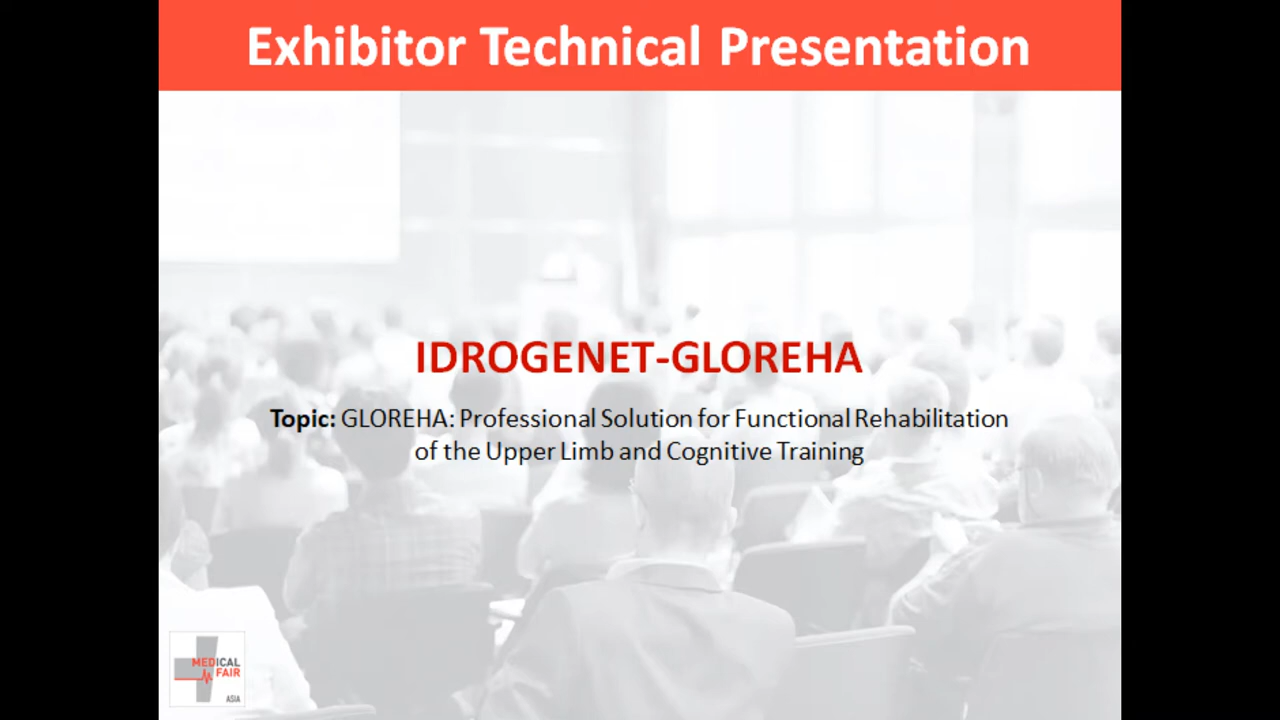 Exhibitor Technical Presentation
IDROGENET-GLOREHA
Topic: GLOREHA: Professional Solution for Functional Rehabilitation
of the Upper Limb and Cognitive Training
MEDICAL
FAIR
ASIA